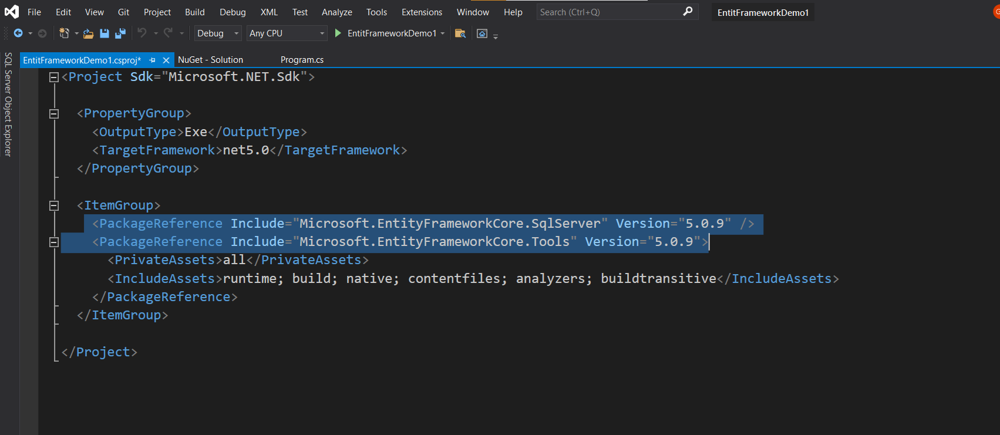 File Edit View Git Project Build Debug XML Test Analyze Tools Extensions Window Help Search (Ctrl+Q) EntitFrameworkDemo1 G
Debug Any CPU EntitFrameworkDemo1
SQL Server Object Explorer
EntitFrameworkDemo1.csproj* NuGet - Solution Program.cs
<Project Sdk="Microsoft.NET.Sdk">
<PropertyGroup>
<OutputType>Exe</OutputType>
<TargetFramework>net5.0</TargetFramework>
</PropertyGroup>
<ItemGroup>
<PackageReference Include="Microsoft.EntityFrameworkCore.SqlServer" Version="5.0.9" />
<PackageReference Include="Microsoft.EntityFrameworkCore.Tools" Version="5.0.9">
<PrivateAssets>all</PrivateAssets>
<IncludeAssets>runtime; build; native; contentfiles; analyzers; buildtransitive</IncludeAssets>
</PackageReference>
</ItemGroup>
</Project>